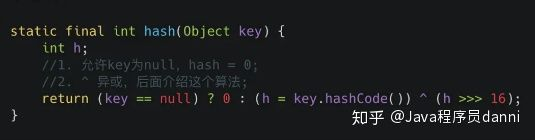 static final int hash(Object key) {
int h;
//1. 允许key为null，hash = 0;
//2. ^ 异或，后面介绍这个算法;
return (key == null) ? 0 : (h = key.hashCode()) ^ (h >>> 16);
}
知乎 @Java程序员danni